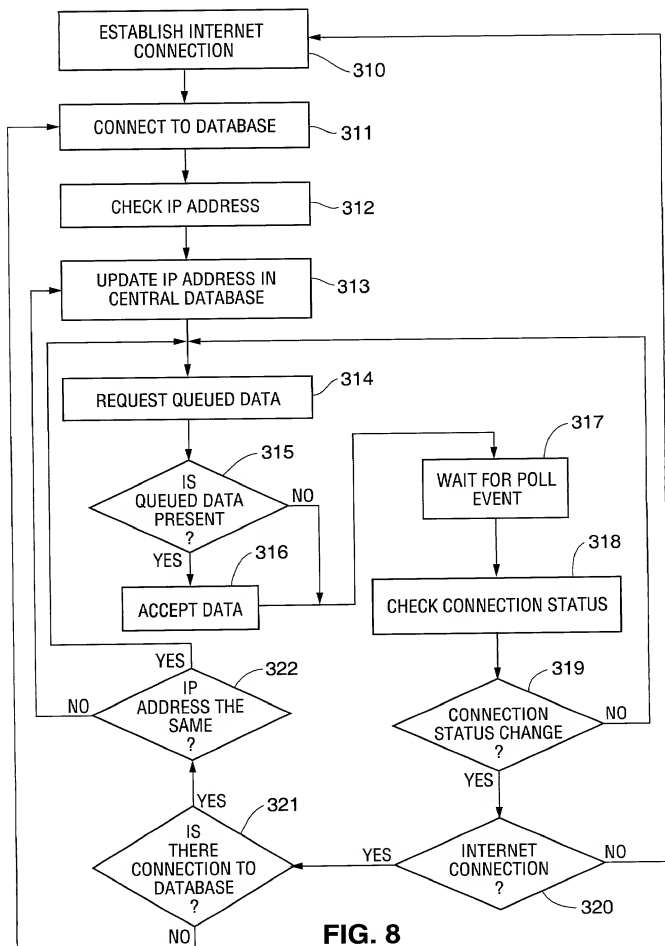 ESTABLISH INTERNET
CONNECTION
310
CONNECT TO DATABASE
311
CHECK IP ADDRESS
312
UPDATE IP ADDRESS IN
CENTRAL DATABASE
313
REQUEST QUEUED DATA
314
IS
QUEUED DATA
PRESENT
?
315
NO
YES
316
ACCEPT DATA
317
WAIT FOR POLL
EVENT
318
CHECK CONNECTION STATUS
319
CONNECTION
STATUS CHANGE
?
NO
YES
INTERNET
CONNECTION
?
NO
320
YES
321
IS
THERE
CONNECTION TO
DATABASE
?
NO
YES
322
IP
ADDRESS THE
SAME
?
NO
YES
FIG. 8